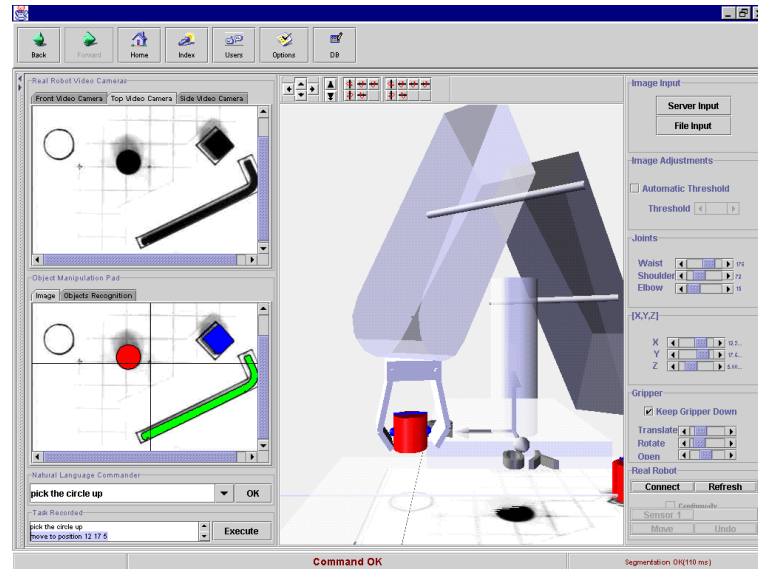 Back
Forward
Home
Index
Users
Options
DB
Real Robot Video Cameras
Front Video Camera Top Video Camera Side Video Camera
Object Manipulation Pad
Image Objects Recognition
Natural Language Commander
pick the circle up
OK
Task Recorded
pick the circle up
move to position 12 17 5
Execute
Image Input
Server Input
File Input
Image Adjustments
Automatic Threshold
Threshold
Joints
Waist
Shoulder 72
Elbow
[X,Y,Z]
X
Y
Z
Gripper
Keep Gripper Down
Translate
Rotate
Open
Real Robot
Connect Refresh
Sensor 1
Move Undo
Command OK
Segmentation OK(110 ms)